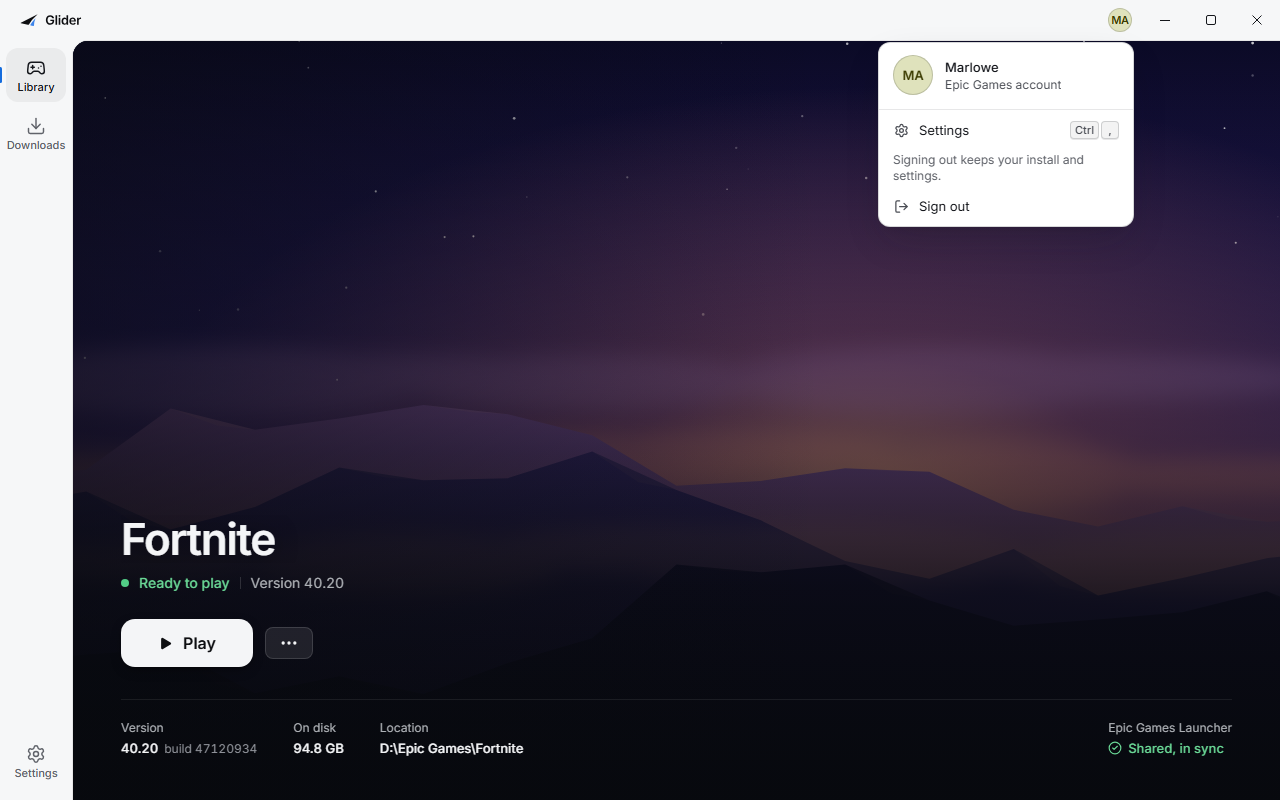 Glider
MA
Library
Downloads
Settings
MA
Marlowe
Epic Games account
Settings
Ctrl ,
Signing out keeps your install and
settings.
Sign out
Fortnite
Ready to play
Version 40.20
Play
Version
40.20 build 47120934
On disk
94.8 GB
Location
D:\Epic Games\Fortnite
Epic Games Launcher
Shared, in sync